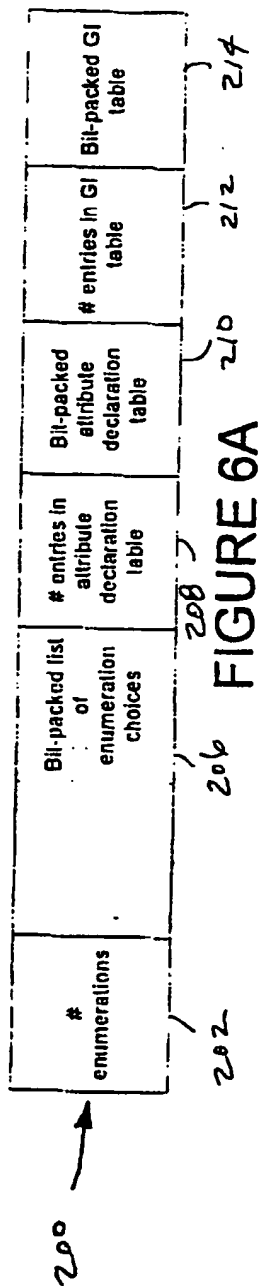 200
#
enumerations
202
Bit-packed list
of
enumeration
choices
206
# entries in
attribute
declaration
table
208
Bit-packed
attribute
declaration
table
210
# entries in GI
table
212
Bit-packed GI
table
214
FIGURE 6A